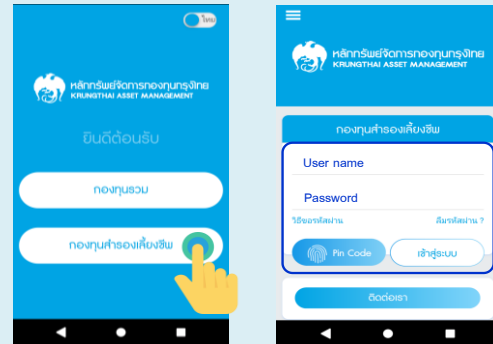 ไทย
หลักทรัพย์จัดการกองทุนกรุงไทย
KRUNGTHAI ASSET MANAGEMENT
ยินดีต้อนรับ
กองทุนรวม
กองทุนสำรองเลี้ยงชีพ
หลักทรัพย์จัดการกองทุนกรุงไทย
KRUNGTHAI ASSET MANAGEMENT
กองทุนสำรองเลี้ยงชีพ
User name
Password
วิธีขอรหัสผ่าน
ลืมรหัสผ่าน ?
Pin Code
เข้าสู่ระบบ
ติดต่อเรา